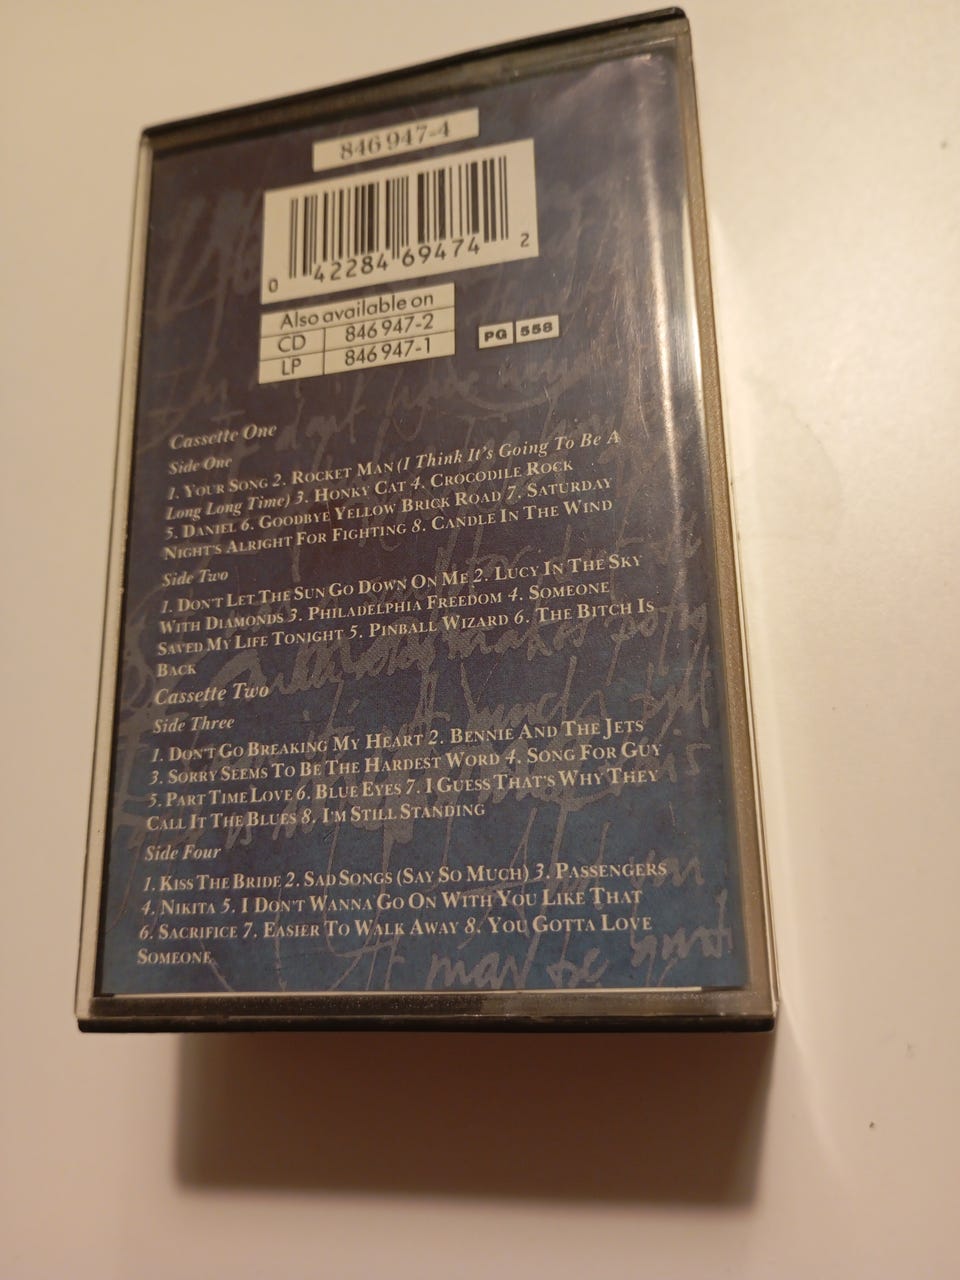 846 947-4
0 42284 69474 2
Also available on
CD 846 947-2
LP 846 947-1
PG 558
Cassette One
Side One
1. YOUR SONG 2. ROCKET MAN (I Think It's Going To Be A
Long Long Time) 3. HONKY CAT 4. CROCODILE ROCK
5. DANIEL 6. GOODBYE YELLOW BRICK ROAD 7. SATURDAY
NIGHT'S ALRIGHT FOR FIGHTING 8. CANDLE IN THE WIND
Side Two
1. DON'T LET THE SUN GO DOWN ON ME 2. LUCY IN THE SKY
WITH DIAMONDS 3. PHILADELPHIA FREEDOM 4. SOMEONE
SAVED MY LIFE TONIGHT 5. PINBALL WIZARD 6. THE BITCH IS
BACK
Cassette Two
Side Three
1. DON'T GO BREAKING MY HEART 2. BENNIE AND THE JETS
3. SORRY SEEMS TO BE THE HARDEST WORD 4. SONG FOR GUY
5. PART TIME LOVE 6. BLUE EYES 7. I GUESS THAT'S WHY THEY
CALL IT THE BLUES 8. I'M STILL STANDING
Side Four
1. KISS THE BRIDE 2. SAD SONGS (SAY SO MUCH) 3. PASSENGERS
4. NIKITA 5. I DON'T WANNA GO ON WITH YOU LIKE THAT
6. SACRIFICE 7. EASIER TO WALK AWAY 8. YOU GOTTA LOVE
SOMEONE
It may be quite